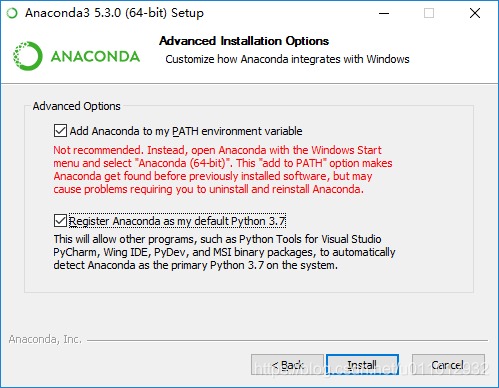 Anaconda3 5.3.0 (64-bit) Setup
Advanced Installation Options
Customize how Anaconda integrates with Windows
ANACONDA
Advanced Options
Add Anaconda to my PATH environment variable
Not recommended. Instead, open Anaconda with the Windows Start
menu and select "Anaconda (64-bit)". This "add to PATH" option makes
Anaconda get found before previously installed software, but may
cause problems requiring you to uninstall and reinstall Anaconda.
Register Anaconda as my default Python 3.7
This will allow other programs, such as Python Tools for Visual Studio
PyCharm, Wing IDE, PyDev, and MSI binary packages, to automatically
detect Anaconda as the primary Python 3.7 on the system.
Anaconda, Inc.
< Back Install Cancel